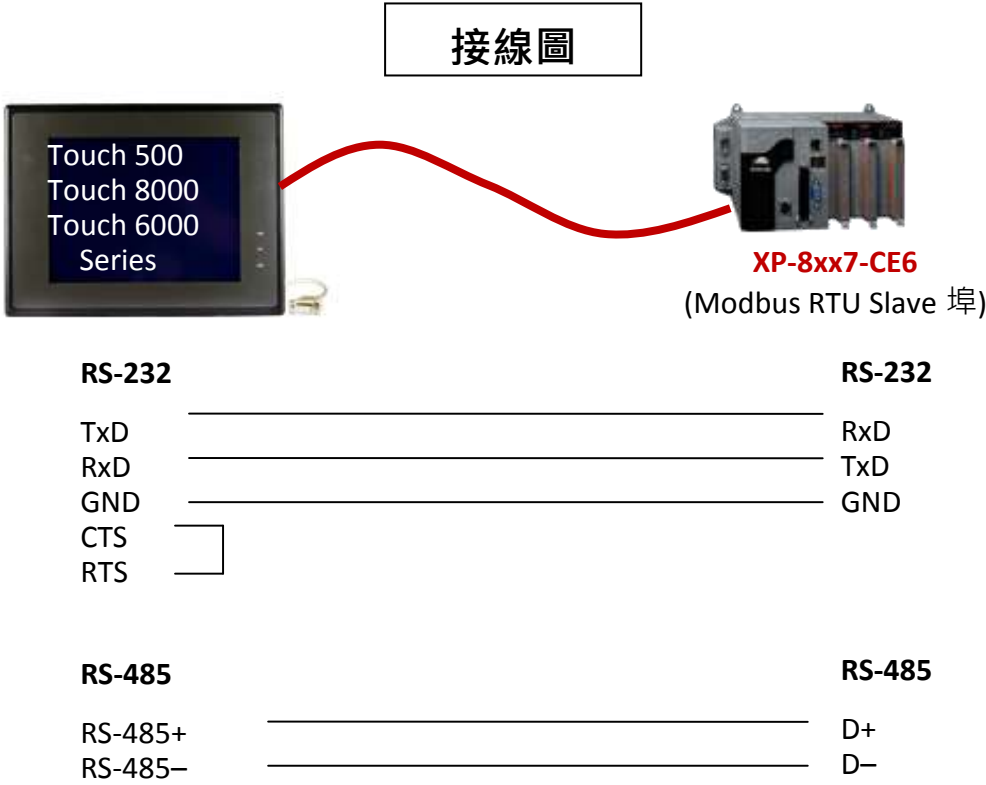 接線圖
Touch 500
Touch 8000
Touch 6000
Series
XP-8xx7-CE6
(Modbus RTU Slave 埠)
RS-232 RS-232
TxD RxD
RxD TxD
GND GND
CTS
RTS
RS-485 RS-485
RS-485+ D+
RS-485– D–